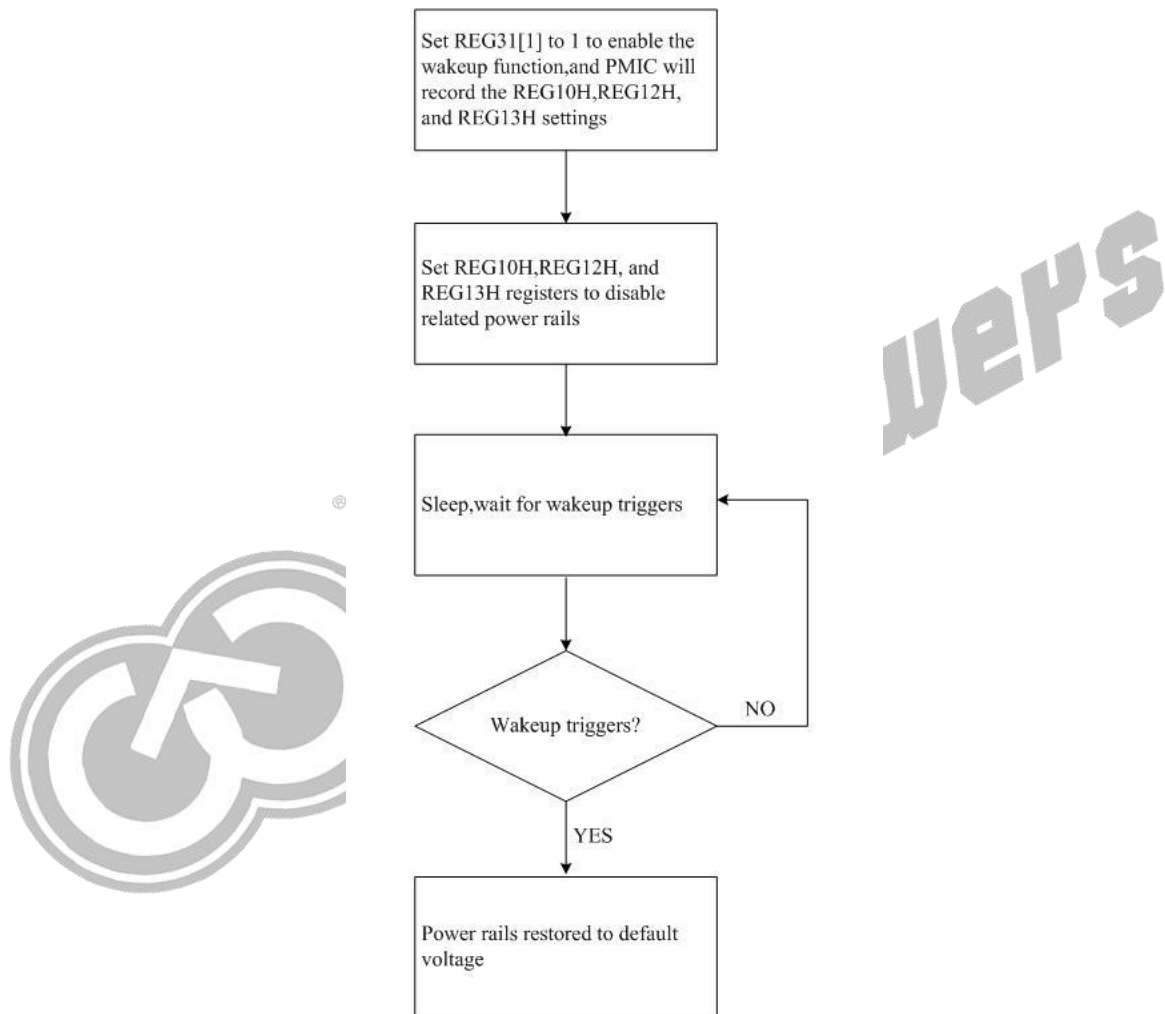 Set REG31[1] to 1 to enable the
wakeup function,and PMIC will
record the REG10H,REG12H,
and REG13H settings
Set REG10H,REG12H, and
REG13H registers to disable
related power rails
Sleep,wait for wakeup triggers
Wakeup triggers?
NO
YES
Power rails restored to default
voltage